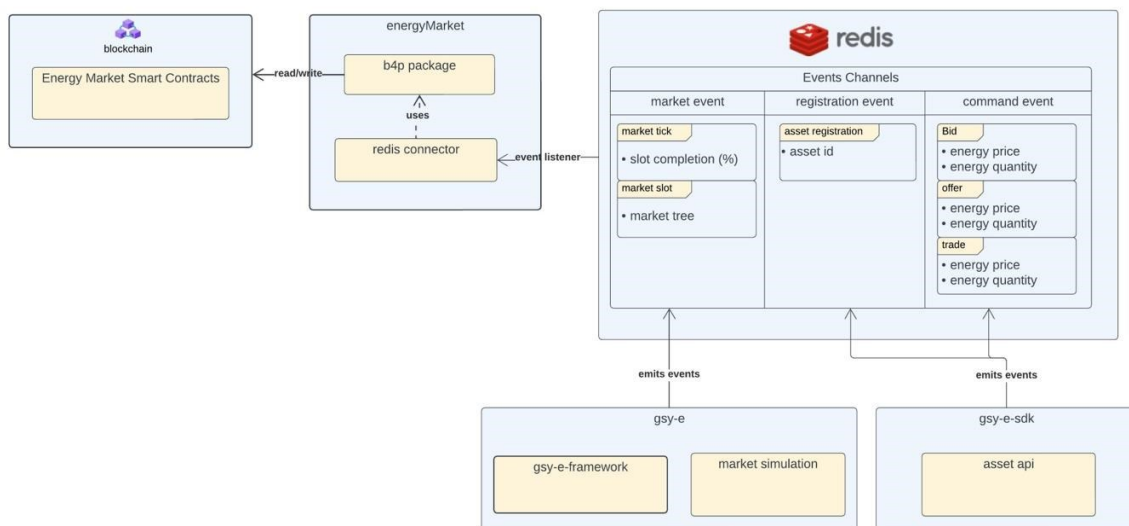 blockchain
Energy Market Smart Contracts
energyMarket
b4p package
read/write
uses
redis connector
event listener
redis
Events Channels
market event
registration event
command event
market tick
• slot completion (%)
market slot
• market tree
asset registration
• asset id
Bid
• energy price
• energy quantity
offer
• energy price
• energy quantity
trade
• energy price
• energy quantity
emits events
emits events
gsy-e
gsy-e-framework
market simulation
gsy-e-sdk
asset api